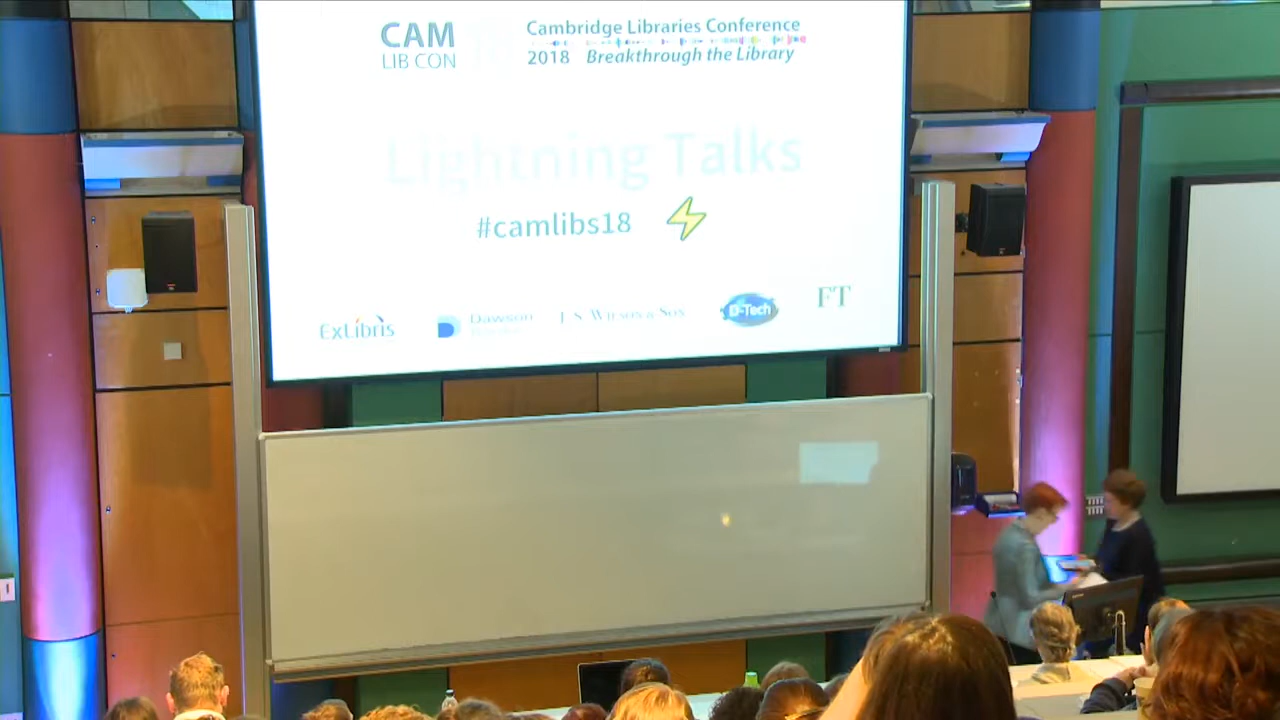 CAM
LIB CON
Cambridge Libraries Conference
2018 Breakthrough the Library
Lightning Talks
#camlibs18
ExLibris
Dawson
J. S. Wilson & Son
D-Tech
FT